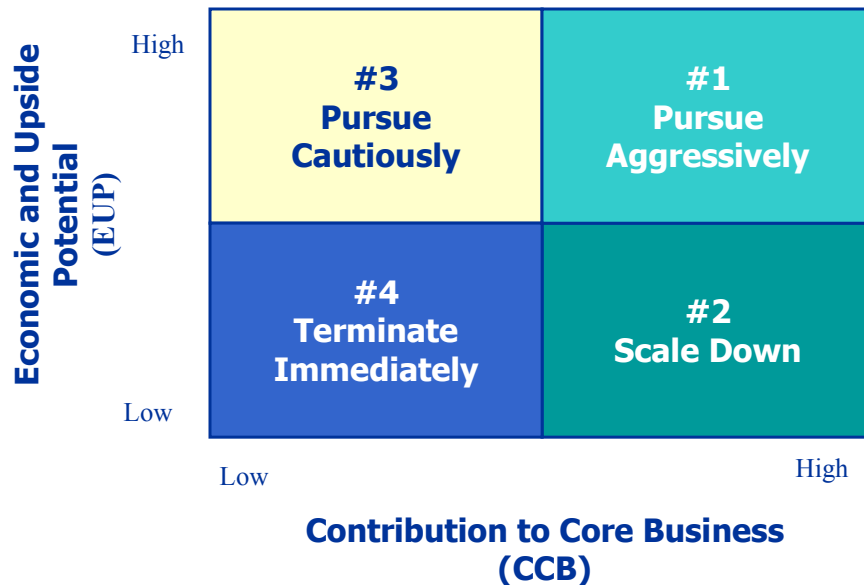 Economic and Upside
Potential
(EUP)
High
Low
#3
Pursue
Cautiously
#1
Pursue
Aggressively
#4
Terminate
Immediately
#2
Scale Down
Low
High
Contribution to Core Business
(CCB)